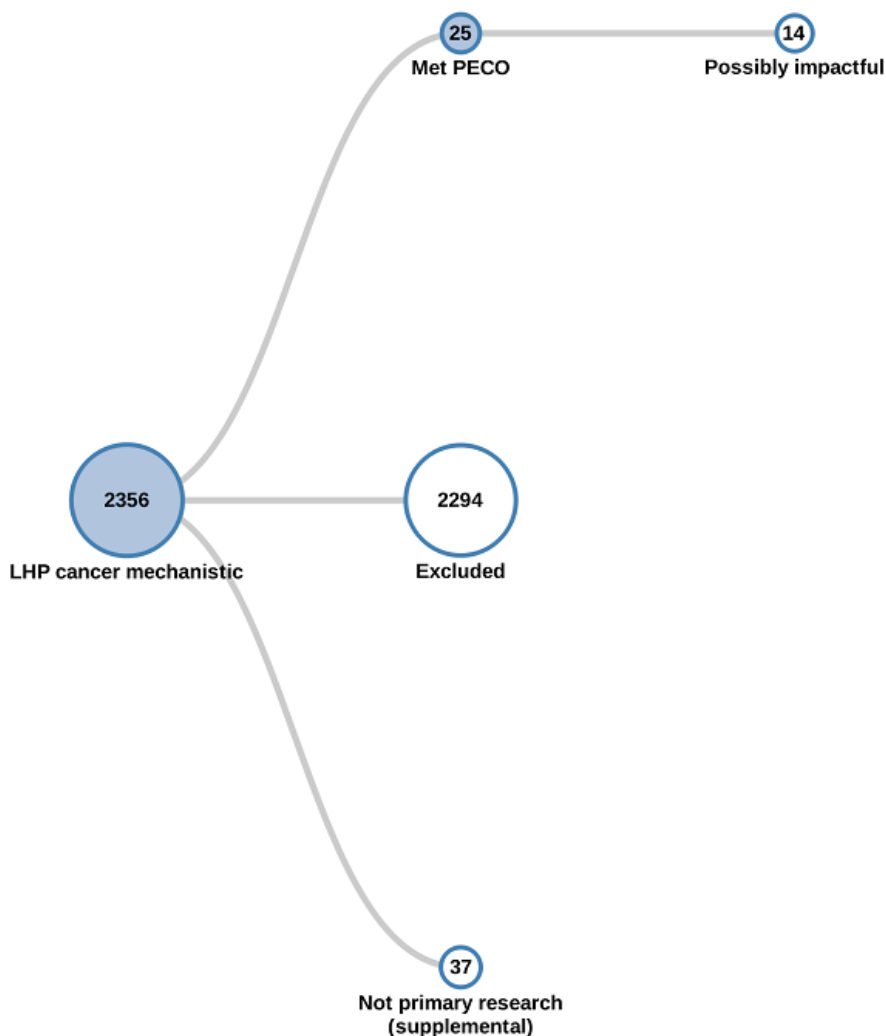 25
Met PECO
14
Possibly impactful
2356
LHP cancer mechanistic
2294
Excluded
37
Not primary research
(supplemental)